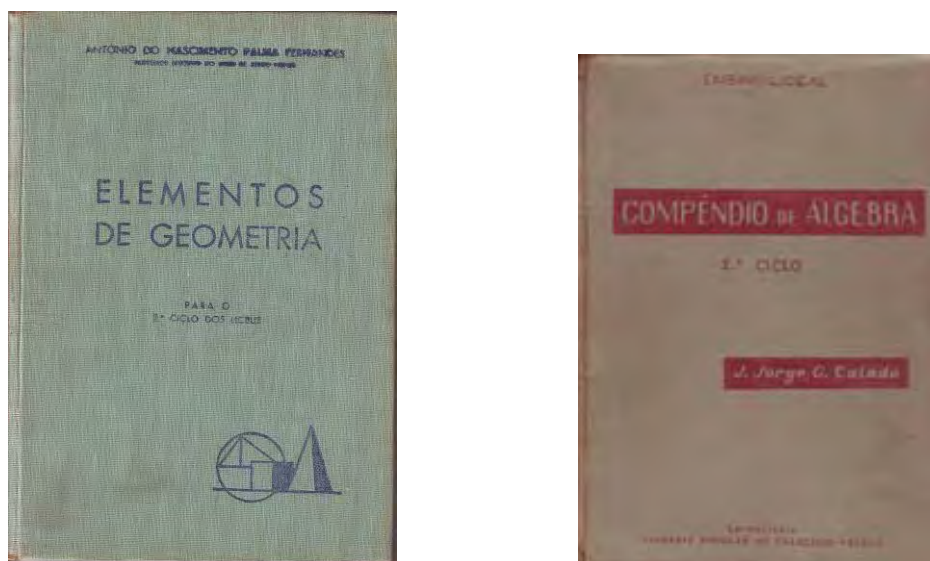 ANTÓNIO DO NASCIMENTO PALMA FERNANDES
ELEMENTOS
DE GEOMETRIA
PARA O
2.º CICLO DOS LICEUS
ENSINO LICEAL
COMPÊNDIO DE ÁLGEBRA
2.º CICLO
J. Jorge G. Calado